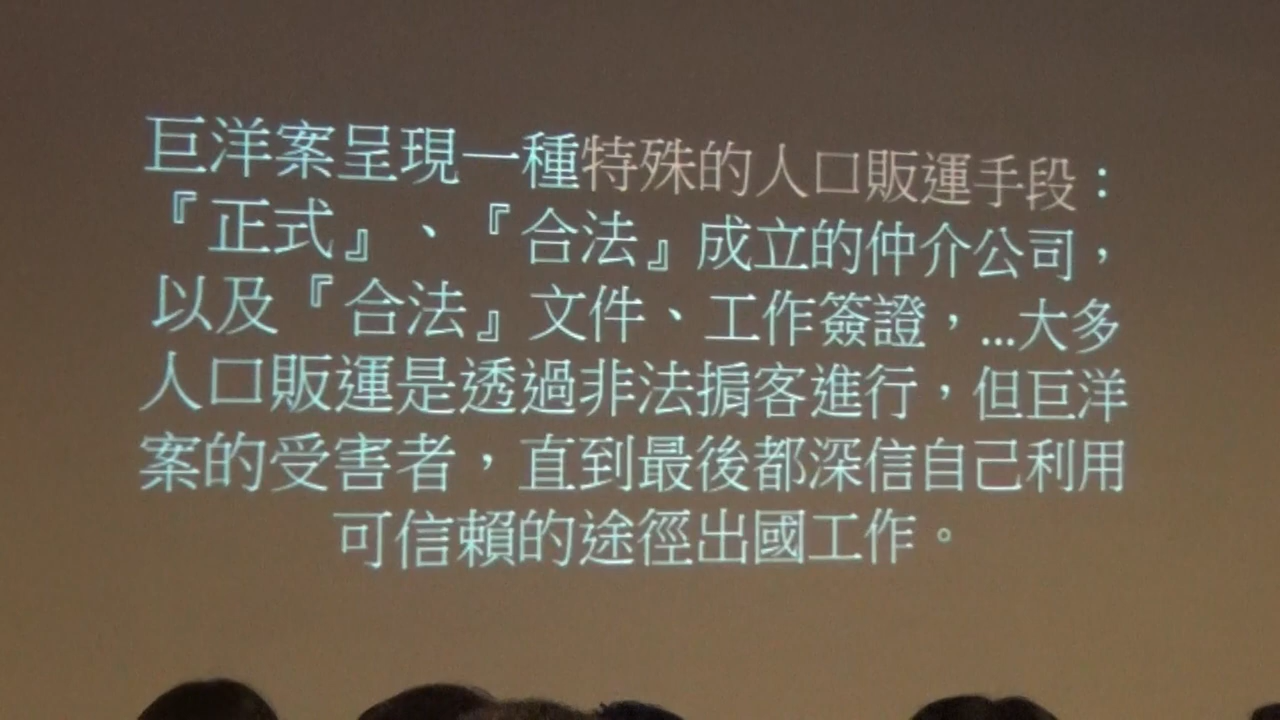 巨洋案呈現一種特殊的人口販運手段：
『正式』、『合法』成立的仲介公司，
以及『合法』文件、工作簽證，...大多
人口販運是透過非法掮客進行，但巨洋
案的受害者，直到最後都深信自己利用
可信賴的途徑出國工作。